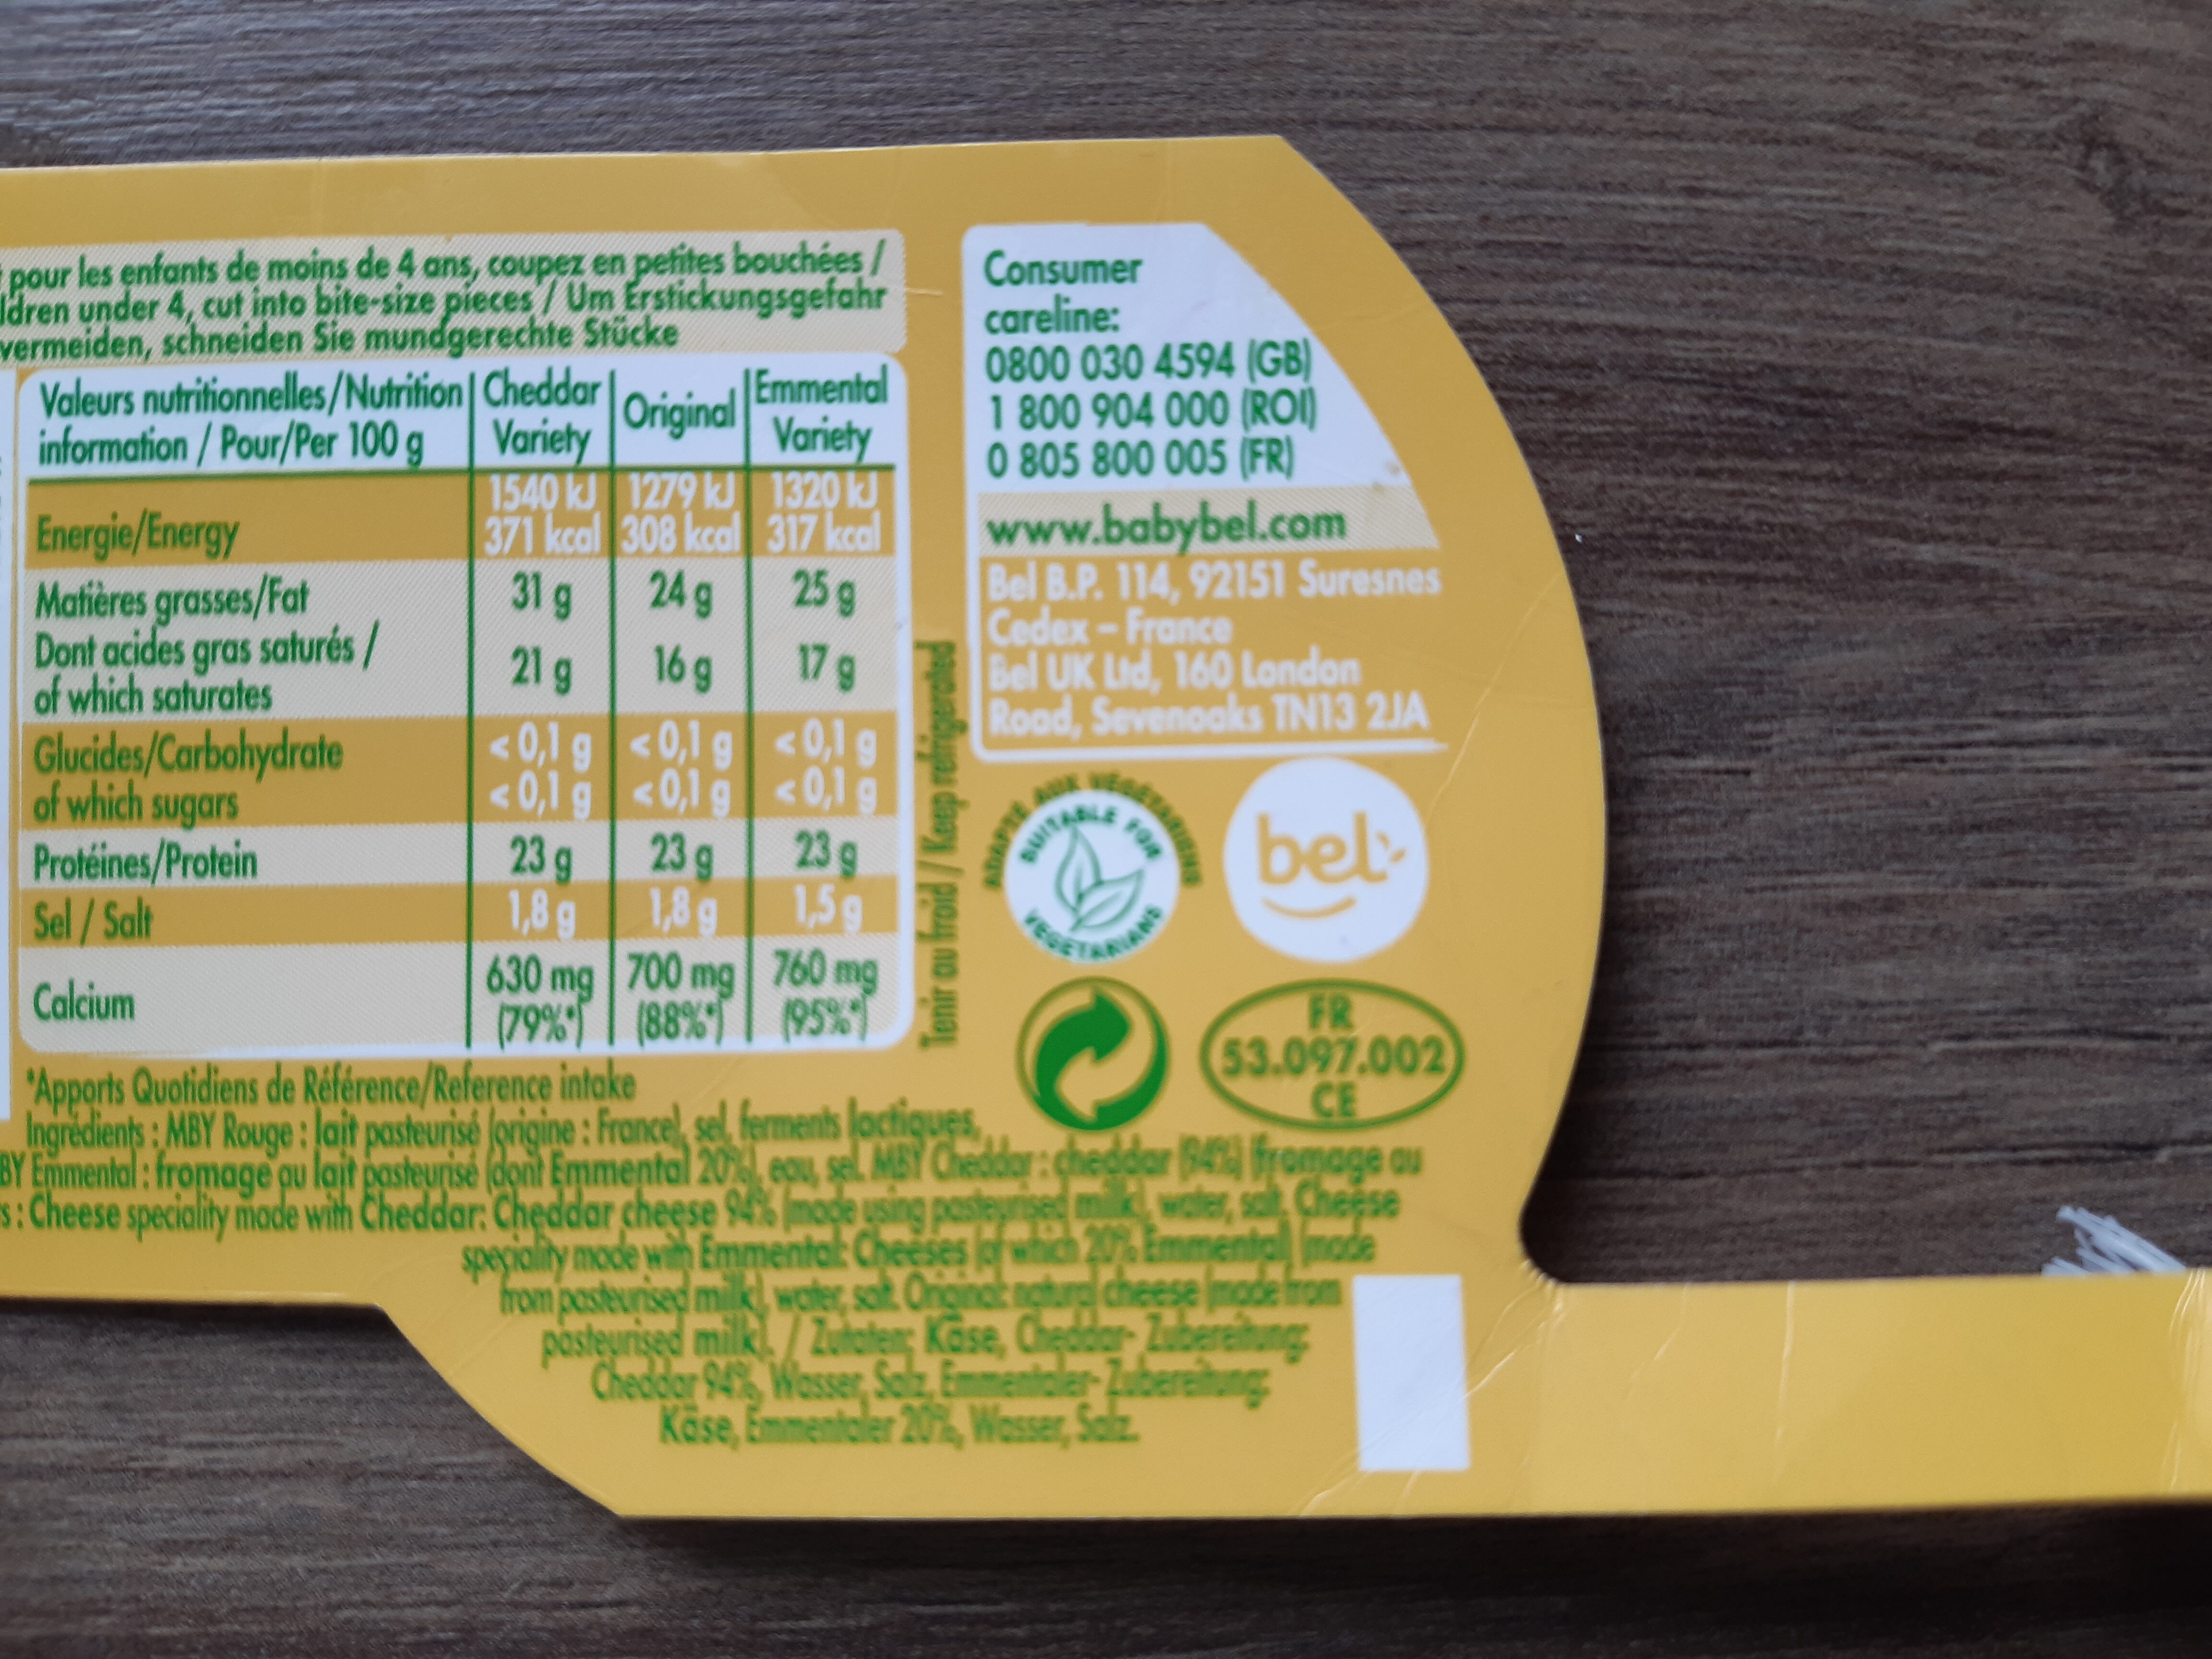 pour les enfants de moins de 4 ans, coupez en petites bouchées /
ldren under 4, cut into bite-size pieces / Um Erstickungsgefahr
vermeiden, schneiden Sie mundgerechte Stücke
Valeurs nutritionnelles/Nutrition information / Pour/Per 100 g | Cheddar Variety | Original | Emmental Variety
Energie/Energy 1540 kJ 371 kcal | 1279 kJ 308 kcal | 1320 kJ 317 kcal
Matières grasses/Fat 31 g 24 g 25 g
Dont acides gras saturés /
of which saturates 21 g 16 g 17 g
Glucides/Carbohydrate < 0,1 g < 0,1 g < 0,1 g
of which sugars < 0,1 g < 0,1 g < 0,1 g
Protéines/Protein 23 g 23 g 23 g
Sel / Salt 1,8 g 1,8 g 1,5 g
Calcium 630 mg (79%*) 700 mg (88%*) 760 mg (95%*)
Tenir au froid / Keep refrigerated
*Apports Quotidiens de Référence/Reference intake
Ingrédients : MBY Rouge : lait pasteurisé (origine : France), sel, ferments lactiques,
BY Emmental : fromage au lait pasteurisé (dont Emmental 20%), eau, sel. MBY Cheddar : cheddar (94%) (fromage au
s : Cheese speciality made with Cheddar: Cheddar cheese 94% (made using pasteurised milk), water, salt. Cheese
speciality made with Emmental: Cheeses (of which 20% Emmental) (made
from pasteurised milk), water, salt. Original: natural cheese (made from
pasteurised milk). / Zutaten: Käse, Cheddar- Zubereitung:
Cheddar 94%, Wasser, Salz, Emmentaler- Zubereitung:
Käse, Emmentaler 20%, Wasser, Salz.
Consumer
careline:
0800 030 4594 (GB)
1 800 904 000 (ROI)
0 805 800 005 (FR)
www.babybel.com
Bel B.P. 114, 92151 Suresnes
Cedex – France
Bel UK Ltd, 160 London
Road, Sevenoaks TN13 2JA
ADAPTÉ AUX VÉGÉTARIENS
SUITABLE FOR
VEGETARIANS
bel
FR
53.097.002
CE